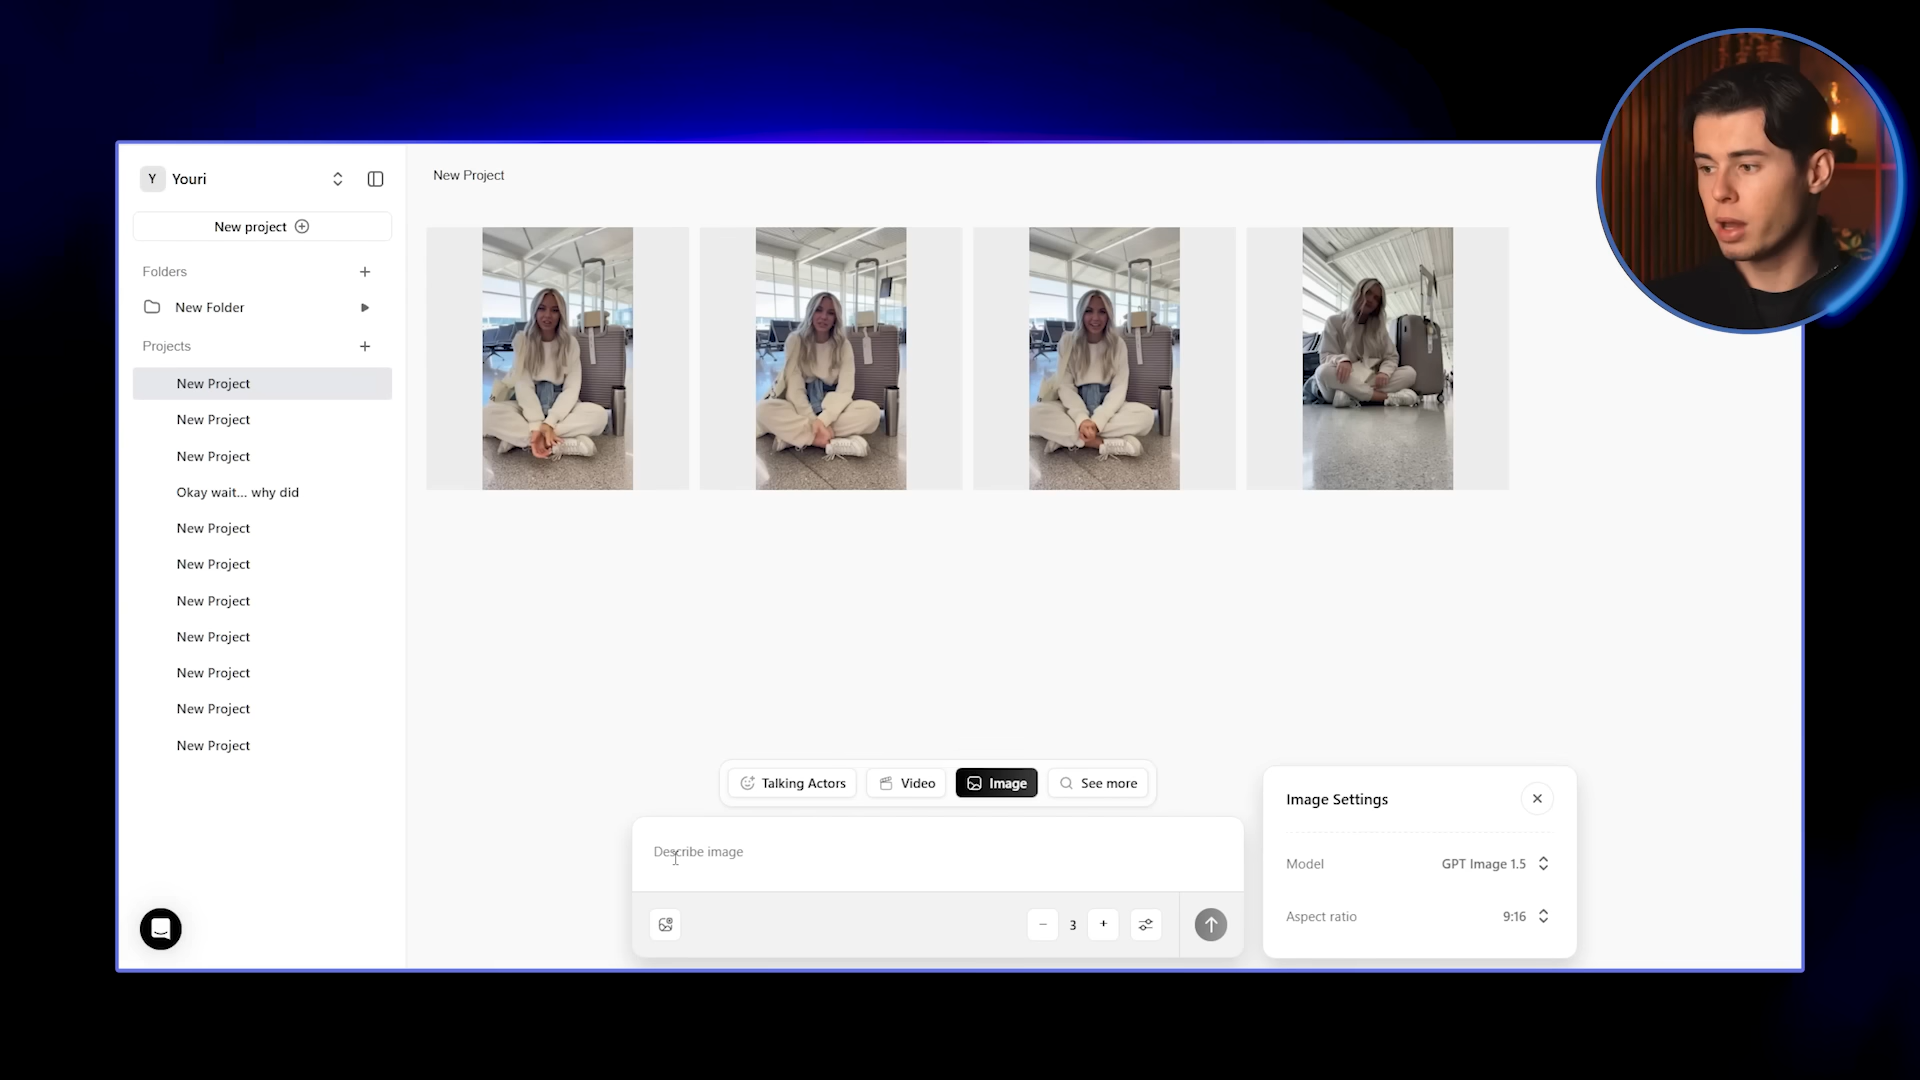 Y Youri
New project
Folders
New Folder
Projects
New Project
New Project
New Project
Okay wait... why did
New Project
New Project
New Project
New Project
New Project
New Project
New Project
New Project
Talking Actors
Video
Image
See more
Describe image
3
Image Settings
Model GPT Image 1.5
Aspect ratio 9:16